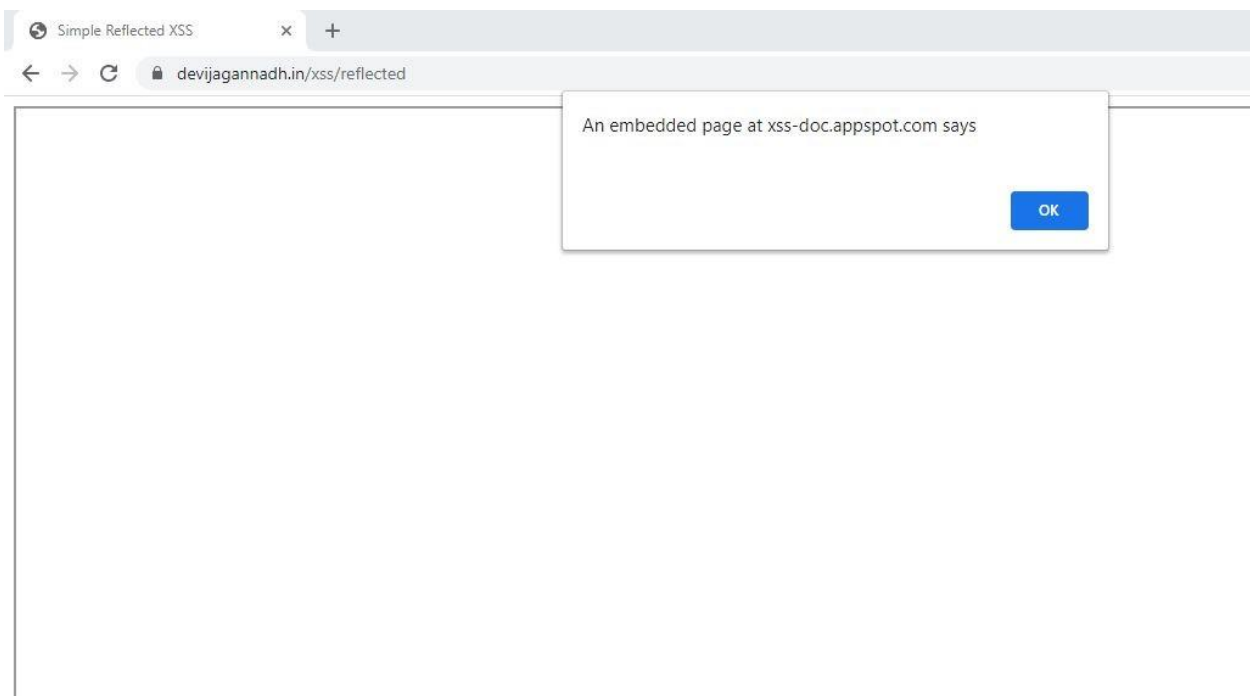 Simple Reflected XSS
devijagannadh.in/xss/reflected
An embedded page at xss-doc.appspot.com says
OK